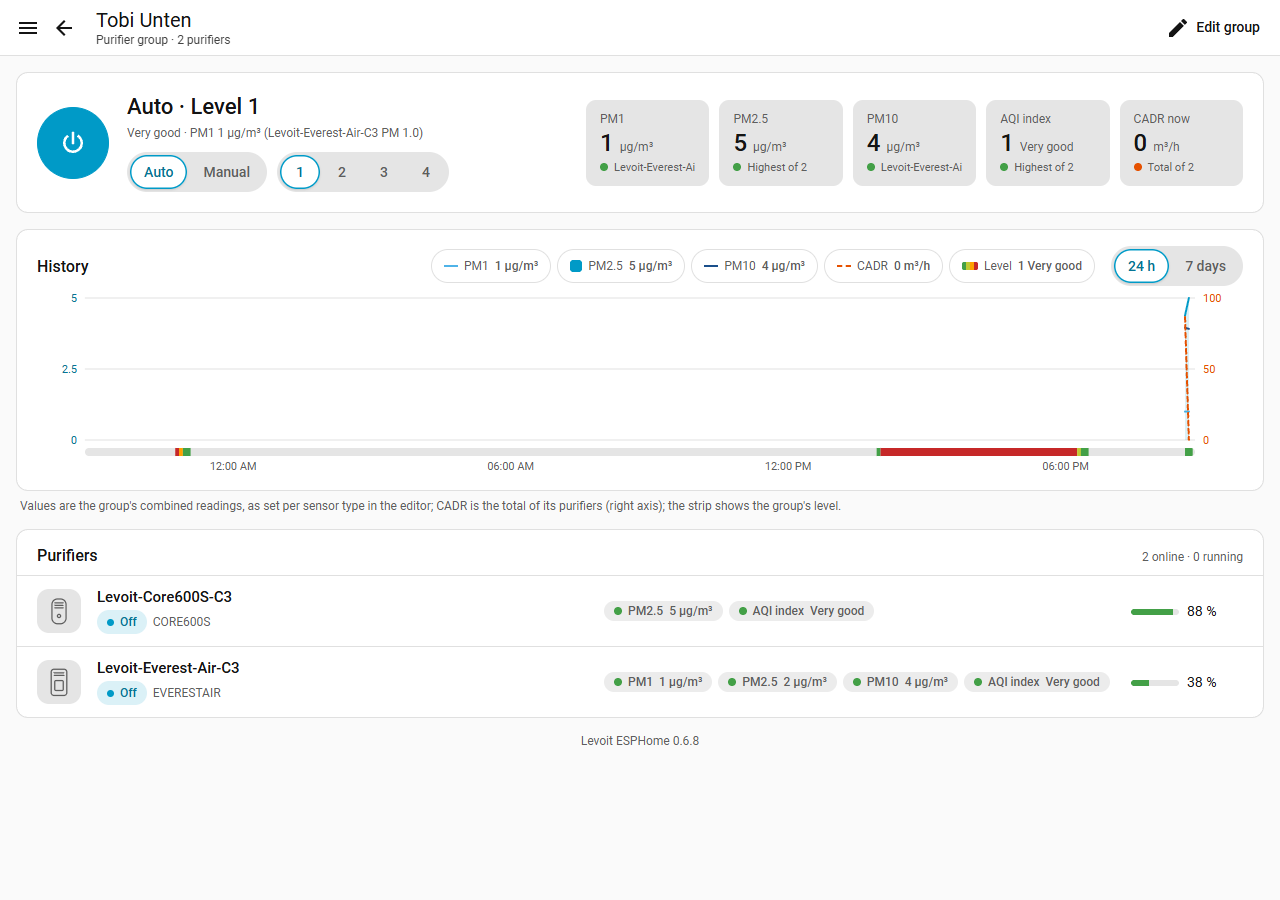 Tobi Unten
Purifier group · 2 purifiers
Edit group
Auto · Level 1
Very good · PM1 1 µg/m³ (Levoit-Everest-Air-C3 PM 1.0)
Auto Manual 1 2 3 4
PM1
1 µg/m³
Levoit-Everest-Ai
PM2.5
5 µg/m³
Highest of 2
PM10
4 µg/m³
Levoit-Everest-Ai
AQI index
1 Very good
Highest of 2
CADR now
0 m³/h
Total of 2
History
PM1 1 µg/m³
PM2.5 5 µg/m³
PM10 4 µg/m³
CADR 0 m³/h
Level 1 Very good
24 h 7 days
5 100
2.5 50
0 0
12:00 AM 06:00 AM 12:00 PM 06:00 PM
Values are the group's combined readings, as set per sensor type in the editor; CADR is the total of its purifiers (right axis); the strip shows the group's level.
Purifiers
2 online · 0 running
Levoit-Core600S-C3
Off CORE600S
PM2.5 5 µg/m³
AQI index Very good
88 %
Levoit-Everest-Air-C3
Off EVERESTAIR
PM1 1 µg/m³
PM2.5 2 µg/m³
PM10 4 µg/m³
AQI index Very good
38 %
Levoit ESPHome 0.6.8